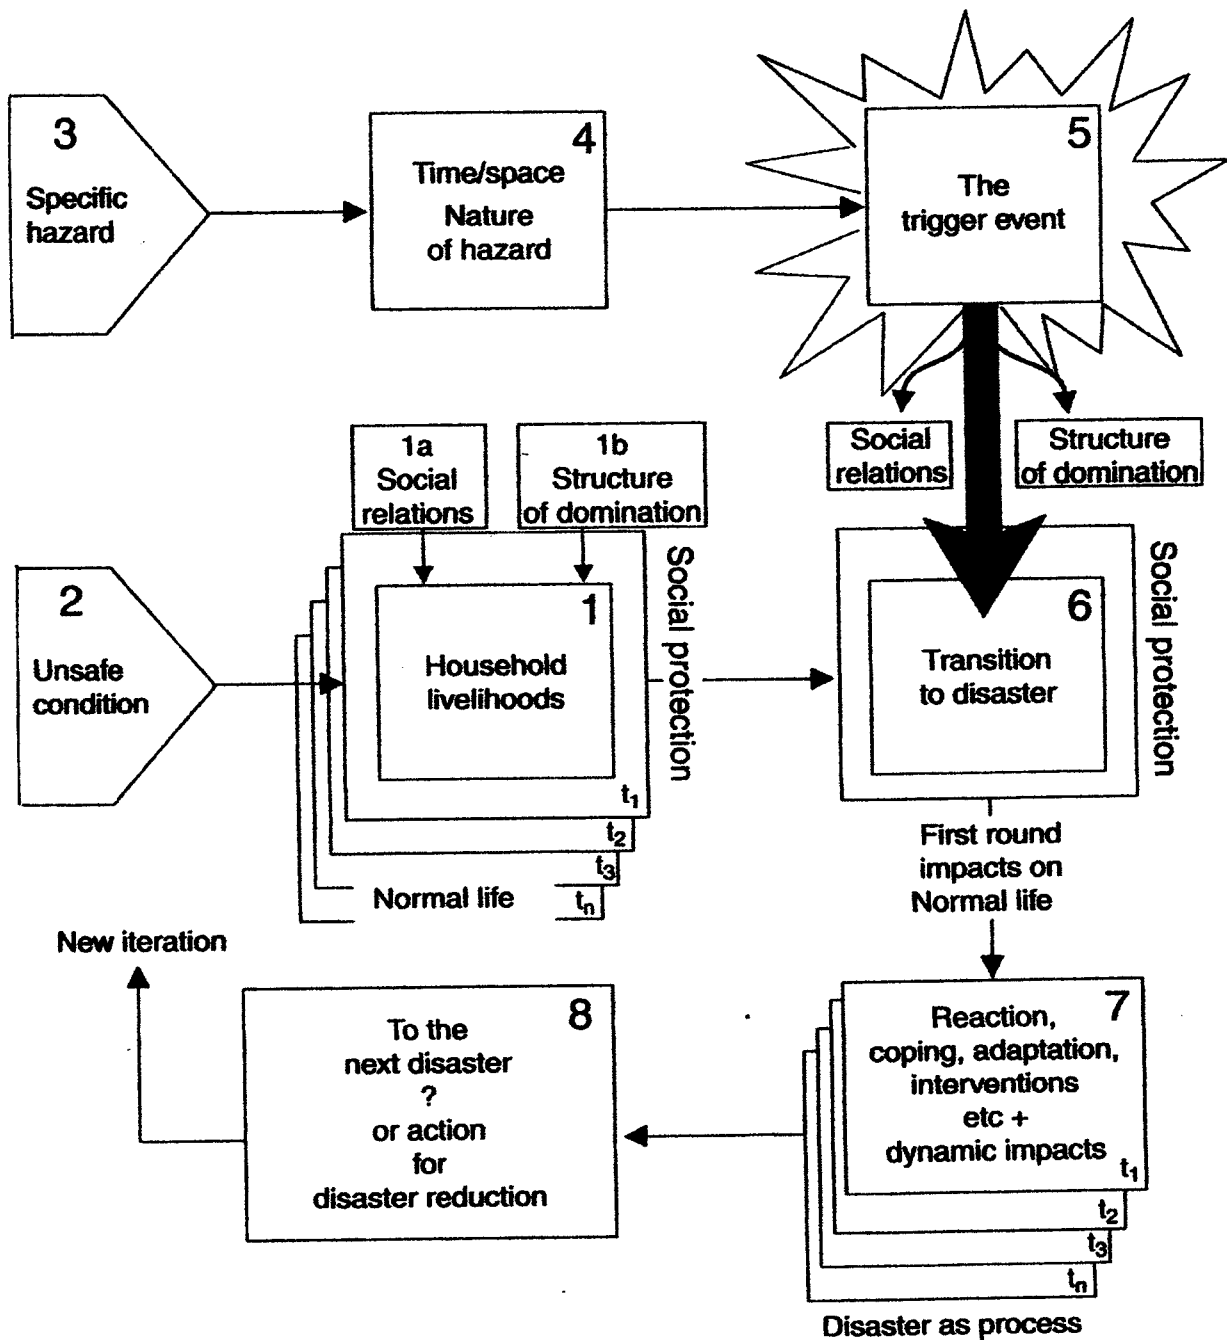 3
Specific
hazard
4
Time/space
Nature
of hazard
5
The
trigger event
1a
Social
relations
1b
Structure
of domination
Social
relations
Structure
of domination
2
Unsafe
condition
1
Household
livelihoods
Social protection
t1
t2
t3
tn
Normal life
6
Transition
to disaster
Social protection
First round
impacts on
Normal life
New iteration
8
To the
next disaster
?
or action
for
disaster reduction
7
Reaction,
coping, adaptation,
interventions
etc +
dynamic impacts
t1
t2
t3
tn
Disaster as process